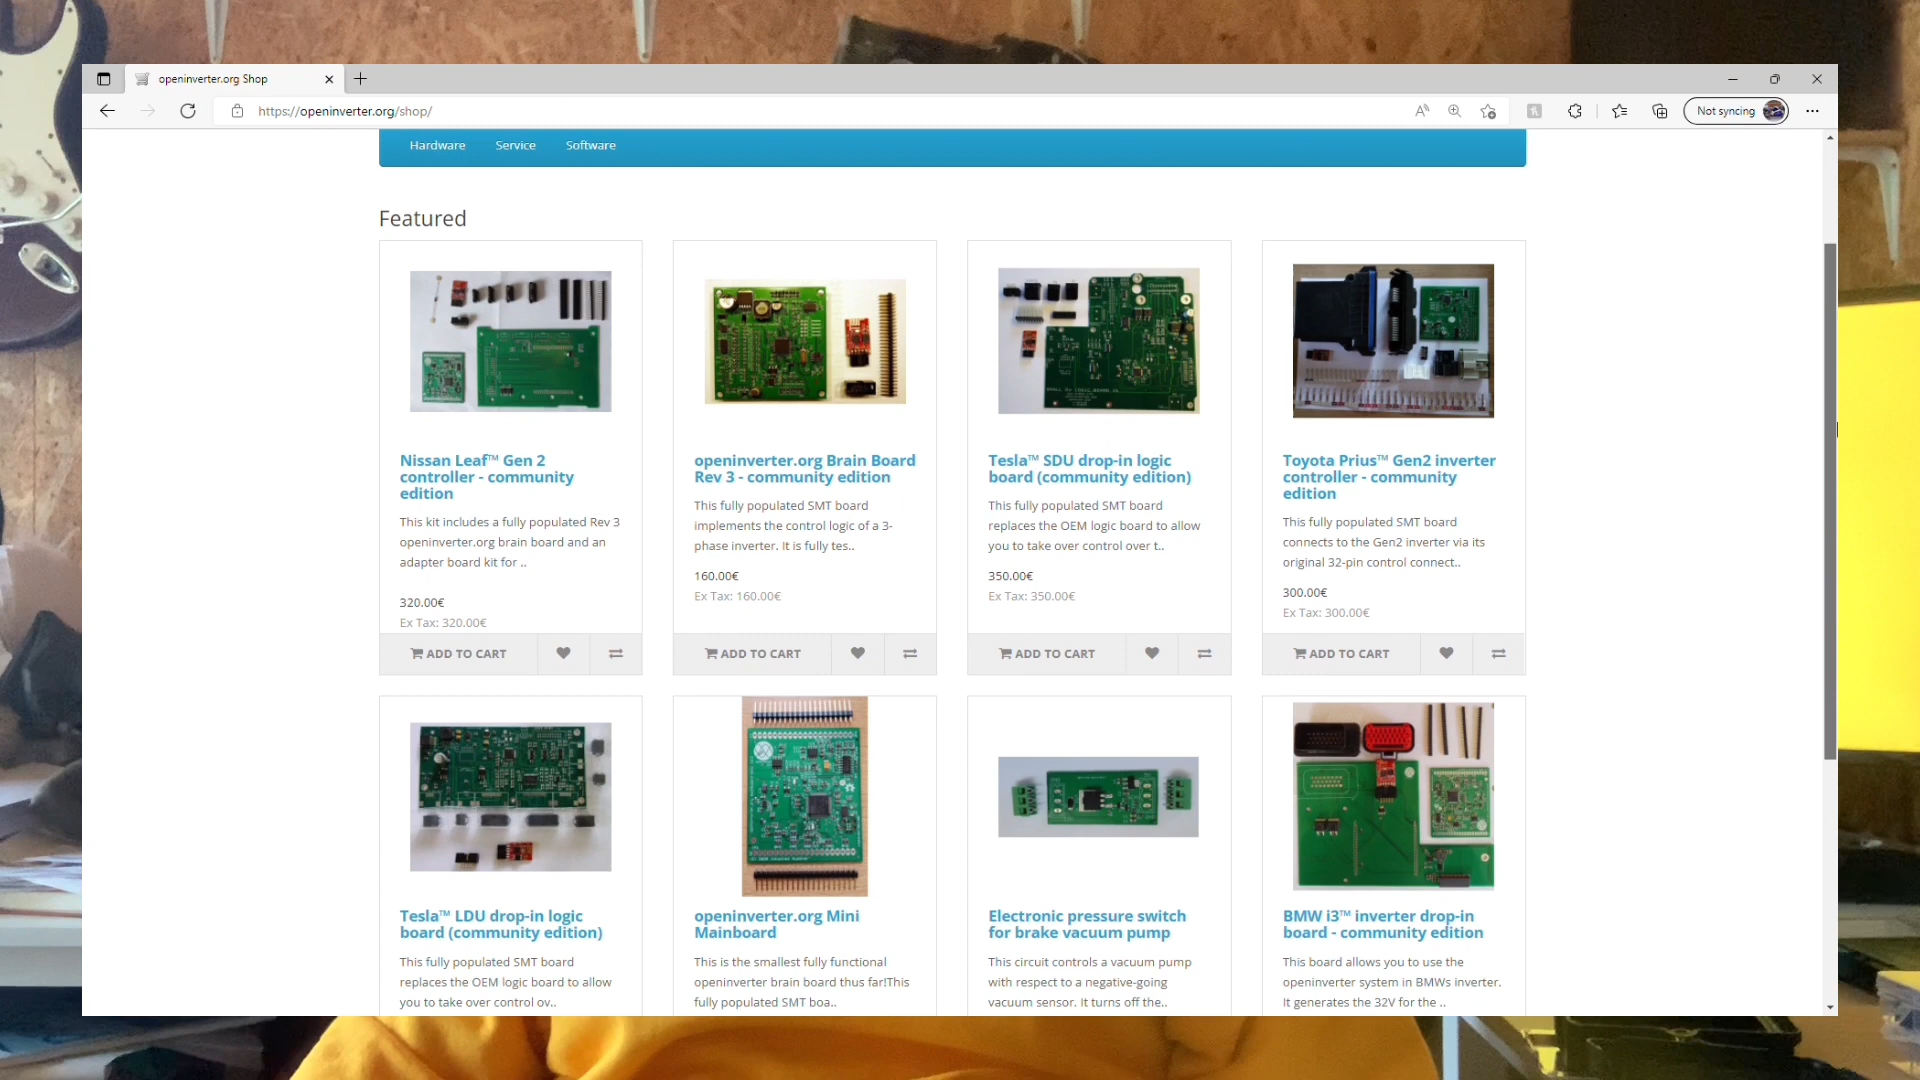 openinverter.org Shop
https://openinverter.org/shop/
Not syncing
Hardware
Service
Software
Featured
Nissan Leaf™ Gen 2
controller - community
edition
This kit includes a fully populated Rev 3
openinverter.org brain board and an
adapter board kit for ..
320.00€
Ex Tax: 320.00€
ADD TO CART
openinverter.org Brain Board
Rev 3 - community edition
This fully populated SMT board
implements the control logic of a 3-
phase inverter. It is fully tes..
160.00€
Ex Tax: 160.00€
ADD TO CART
Tesla™ SDU drop-in logic
board (community edition)
This fully populated SMT board
replaces the OEM logic board to allow
you to take over control over t..
350.00€
Ex Tax: 350.00€
ADD TO CART
Toyota Prius™ Gen2 inverter
controller - community
edition
This fully populated SMT board
connects to the Gen2 inverter via its
original 32-pin control connect..
300.00€
Ex Tax: 300.00€
ADD TO CART
Tesla™ LDU drop-in logic
board (community edition)
This fully populated SMT board
replaces the OEM logic board to allow
you to take over control ov..
openinverter.org Mini
Mainboard
This is the smallest fully functional
openinverter brain board thus far!This
fully populated SMT boa..
Electronic pressure switch
for brake vacuum pump
This circuit controls a vacuum pump
with respect to a negative-going
vacuum sensor. It turns off the..
BMW i3™ inverter drop-in
board - community edition
This board allows you to use the
openinverter system in BMWs inverter.
It generates the 32V for the ..